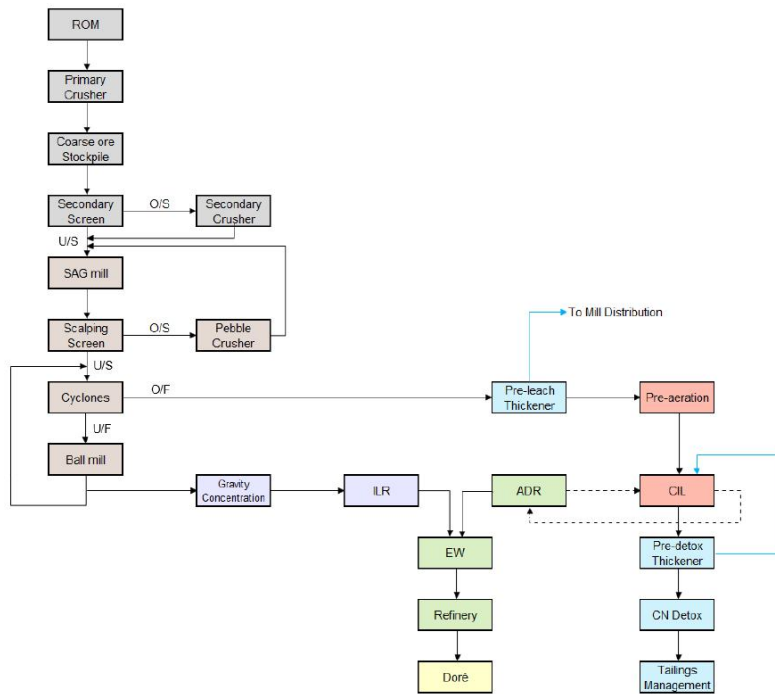 ROM
Primary
Crusher
Coarse ore
Stockpile
Secondary
Screen
O/S
Secondary
Crusher
U/S
SAG mill
Scalping
Screen
O/S
Pebble
Crusher
To Mill Distribution
U/S
Cyclones
O/F
Pre-leach
Thickener
Pre-aeration
U/F
Ball mill
Gravity
Concentration
ILR
ADR
CIL
EW
Pre-detox
Thickener
Refinery
CN Detox
Doré
Tailings
Management